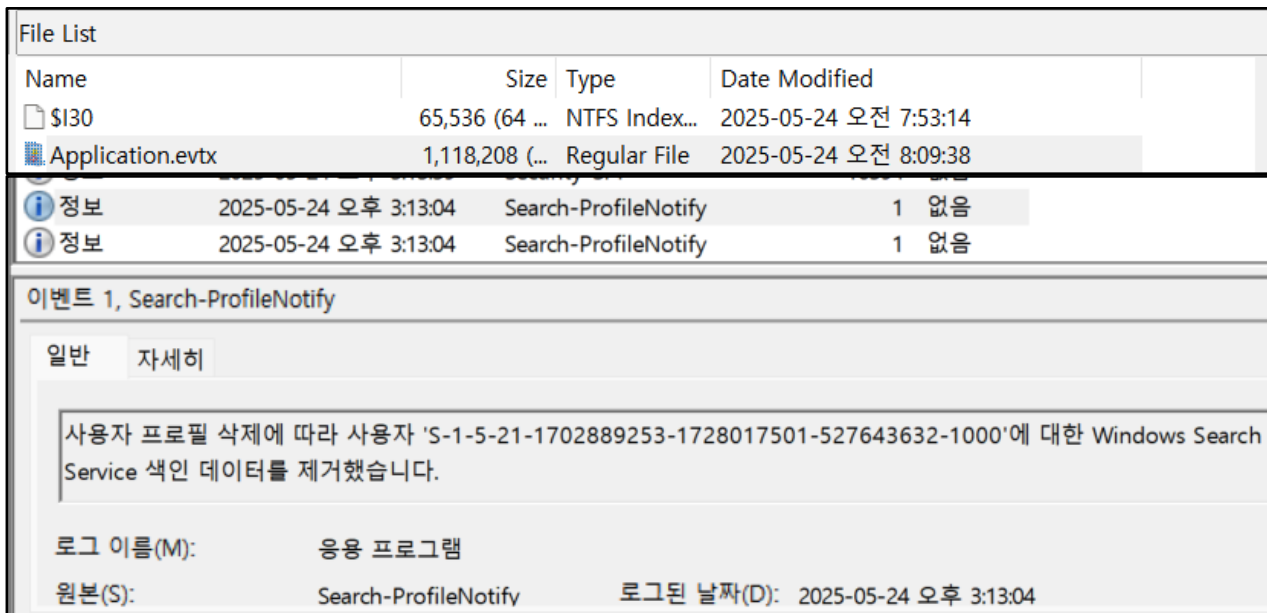 File List
Name Size Type Date Modified
$I30 65,536 (64 ... NTFS Index... 2025-05-24 오전 7:53:14
Application.evtx 1,118,208 (... Regular File 2025-05-24 오전 8:09:38
정보 2025-05-24 오후 3:13:04 Search-ProfileNotify 1 없음
정보 2025-05-24 오후 3:13:04 Search-ProfileNotify 1 없음
이벤트 1, Search-ProfileNotify
일반 자세히
사용자 프로필 삭제에 따라 사용자 'S-1-5-21-1702889253-1728017501-527643632-1000'에 대한 Windows Search
Service 색인 데이터를 제거했습니다.
로그 이름(M): 응용 프로그램
원본(S): Search-ProfileNotify 로그된 날짜(D): 2025-05-24 오후 3:13:04